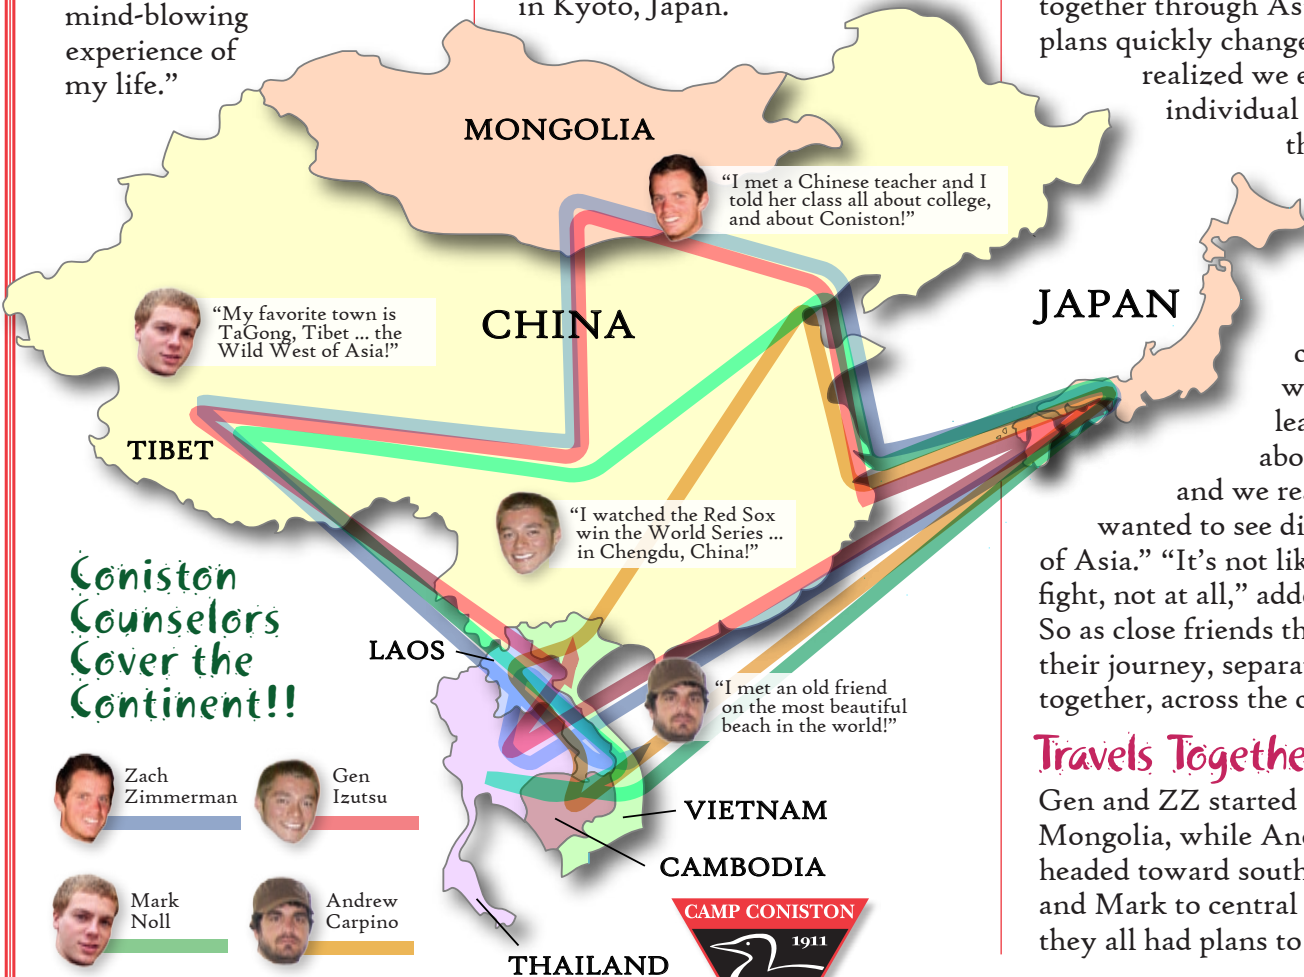 mind-blowing
experience of
my life.”
in Kyoto, Japan.
together through As
plans quickly change
realized we e
individual
th
MONGOLIA
“I met a Chinese teacher and I
told her class all about college,
and about Coniston!”
“My favorite town is
TaGong, Tibet ... the
Wild West of Asia!”
CHINA
JAPAN
TIBET
“I watched the Red Sox
win the World Series ...
in Chengdu, China!”
c
w
lea
abo
and we rea
wanted to see di
of Asia.” “It’s not lik
fight, not at all,” adde
So as close friends th
their journey, separa
together, across the c
Coniston
Counselors
Cover the
Continent!!
LAOS
“I met an old friend
on the most beautiful
beach in the world!”
Zach
Zimmerman
Gen
Izutsu
Mark
Noll
Andrew
Carpino
VIETNAM
CAMBODIA
THAILAND
CAMP CONISTON
1911
Travels Togethe
Gen and ZZ started
Mongolia, while And
headed toward south
and Mark to central
they all had plans to